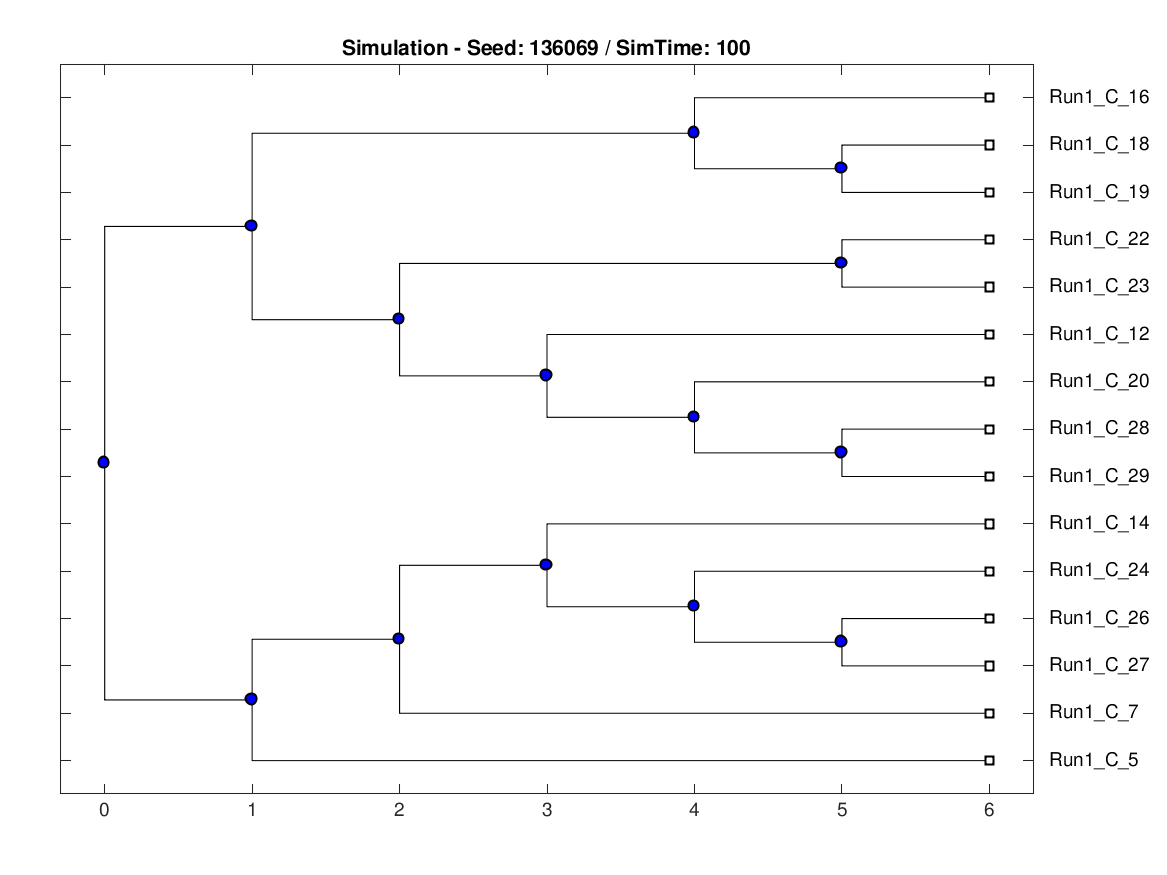 Simulation - Seed: 136069 / SimTime: 100
Run1_C_16
Run1_C_18
Run1_C_19
Run1_C_22
Run1_C_23
Run1_C_12
Run1_C_20
Run1_C_28
Run1_C_29
Run1_C_14
Run1_C_24
Run1_C_26
Run1_C_27
Run1_C_7
Run1_C_5
0 1 2 3 4 5 6